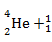 ⁴₂He + ¹₁